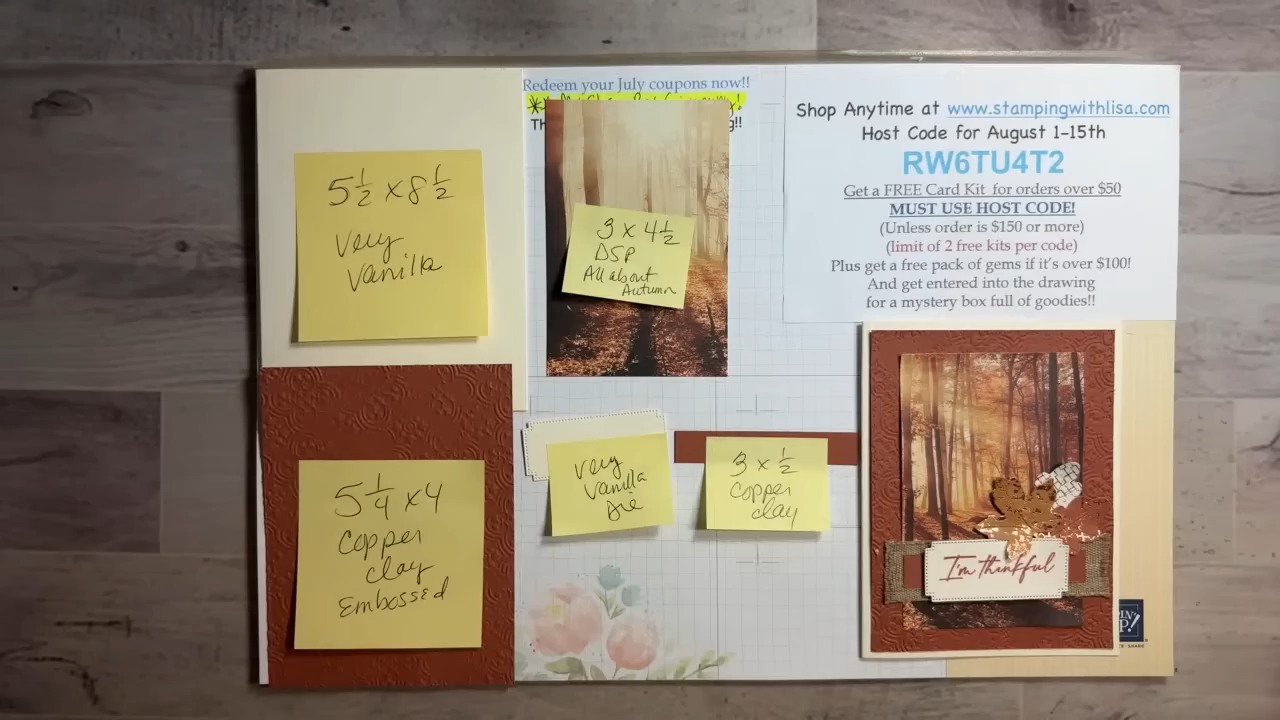 Redeem your July coupons now!!
Shop Anytime at www.stampingwithlisa.com
Host Code for August 1-15th
RW6TU4T2
Get a FREE Card Kit for orders over $50
MUST USE HOST CODE!
(Unless order is $150 or more)
(limit of 2 free kits per code)
Plus get a free pack of gems if it's over $100!
And get entered into the drawing
for a mystery box full of goodies!!
5 1/2 x 8 1/2
Very
Vanilla
3 x 4 1/2
DSP
All about
Autumn
5 1/4 x 4
Copper
clay
Embossed
very
vanilla
Die
3 x 1/2
copper
clay
I'm thankful